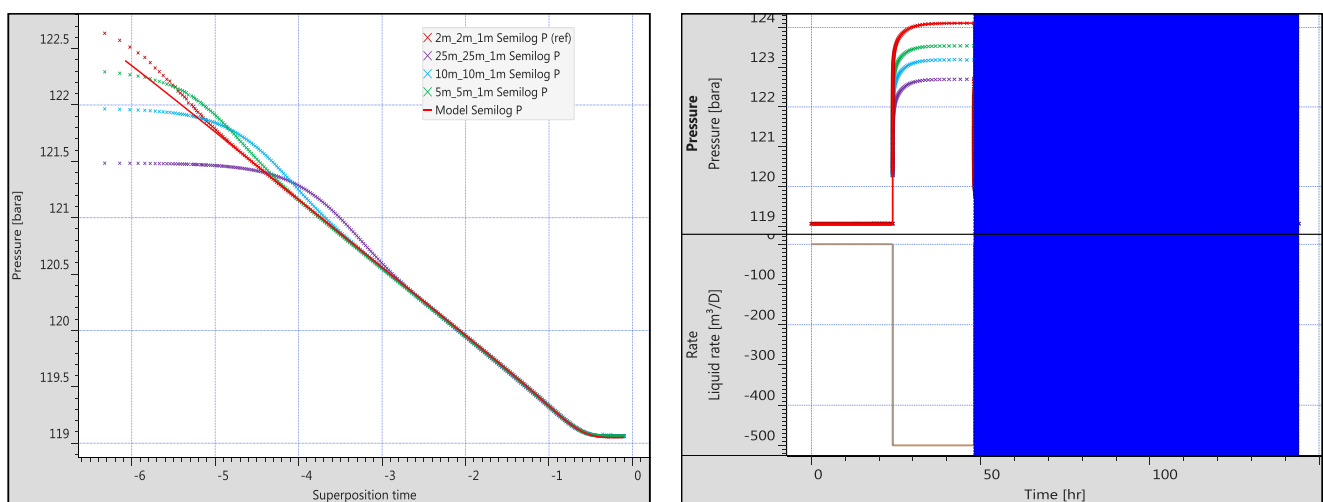 122.5
122
121.5
121
120.5
120
119.5
119
Pressure [bara]
2m_2m_1m Semilog P (ref)
25m_25m_1m Semilog P
10m_10m_1m Semilog P
5m_5m_1m Semilog P
Model Semilog P
-6
-5
-4
-3
-2
-1
0
Superposition time
124
123
122
121
120
119
Pressure
Pressure [bara]
0
-100
-200
-300
-400
-500
Rate
Liquid rate [m³/D]
0
50
100
Time [hr]